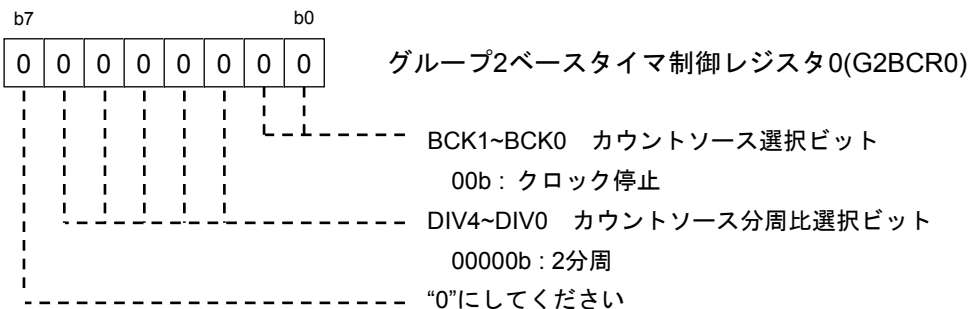 b7 b0
0 0 0 0 0 0 0 0 グループ2ベースタイマ制御レジスタ0(G2BCR0)
BCK1~BCK0 カウントソース選択ビット
00b : クロック停止
DIV4~DIV0 カウントソース分周比選択ビット
00000b : 2分周
“0”にしてください